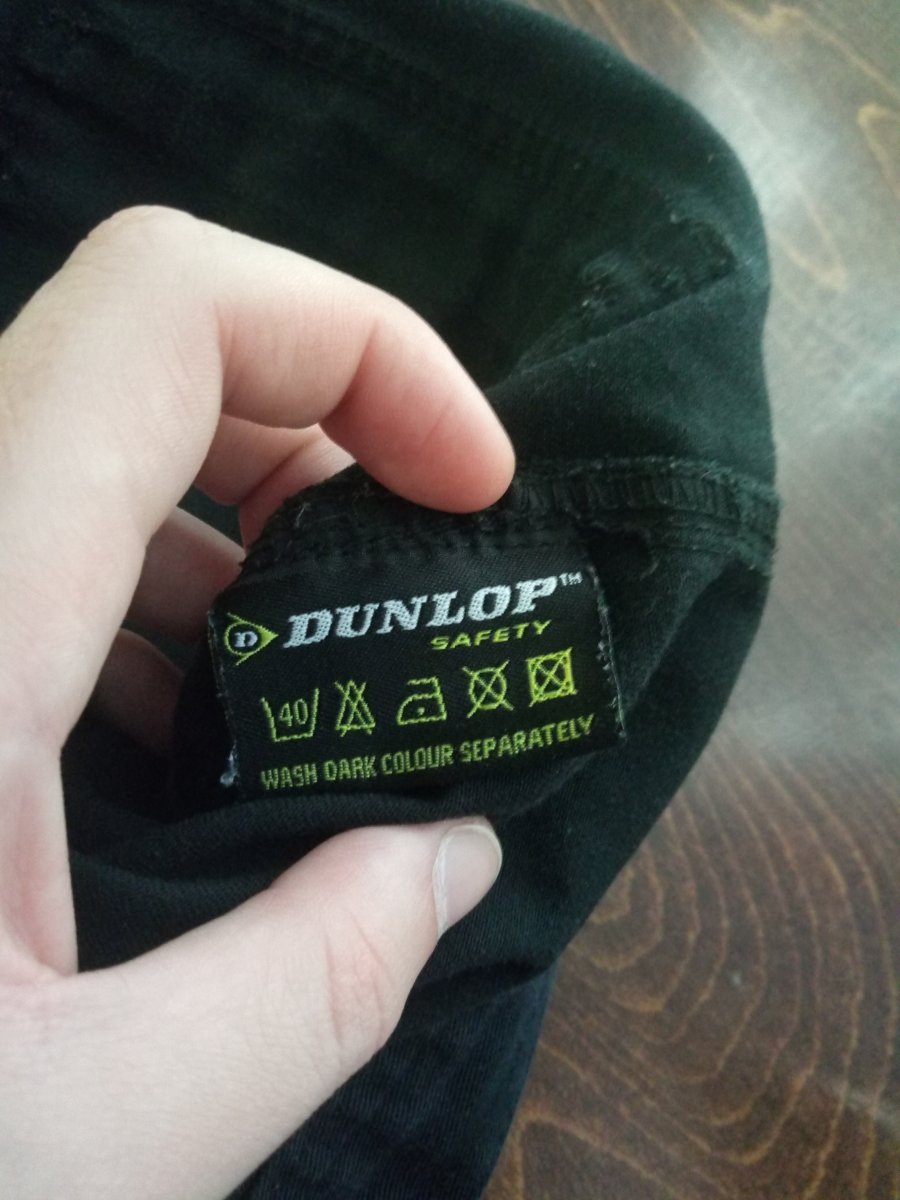 D DUNLOP™
SAFETY
40
WASH DARK COLOUR SEPARATELY